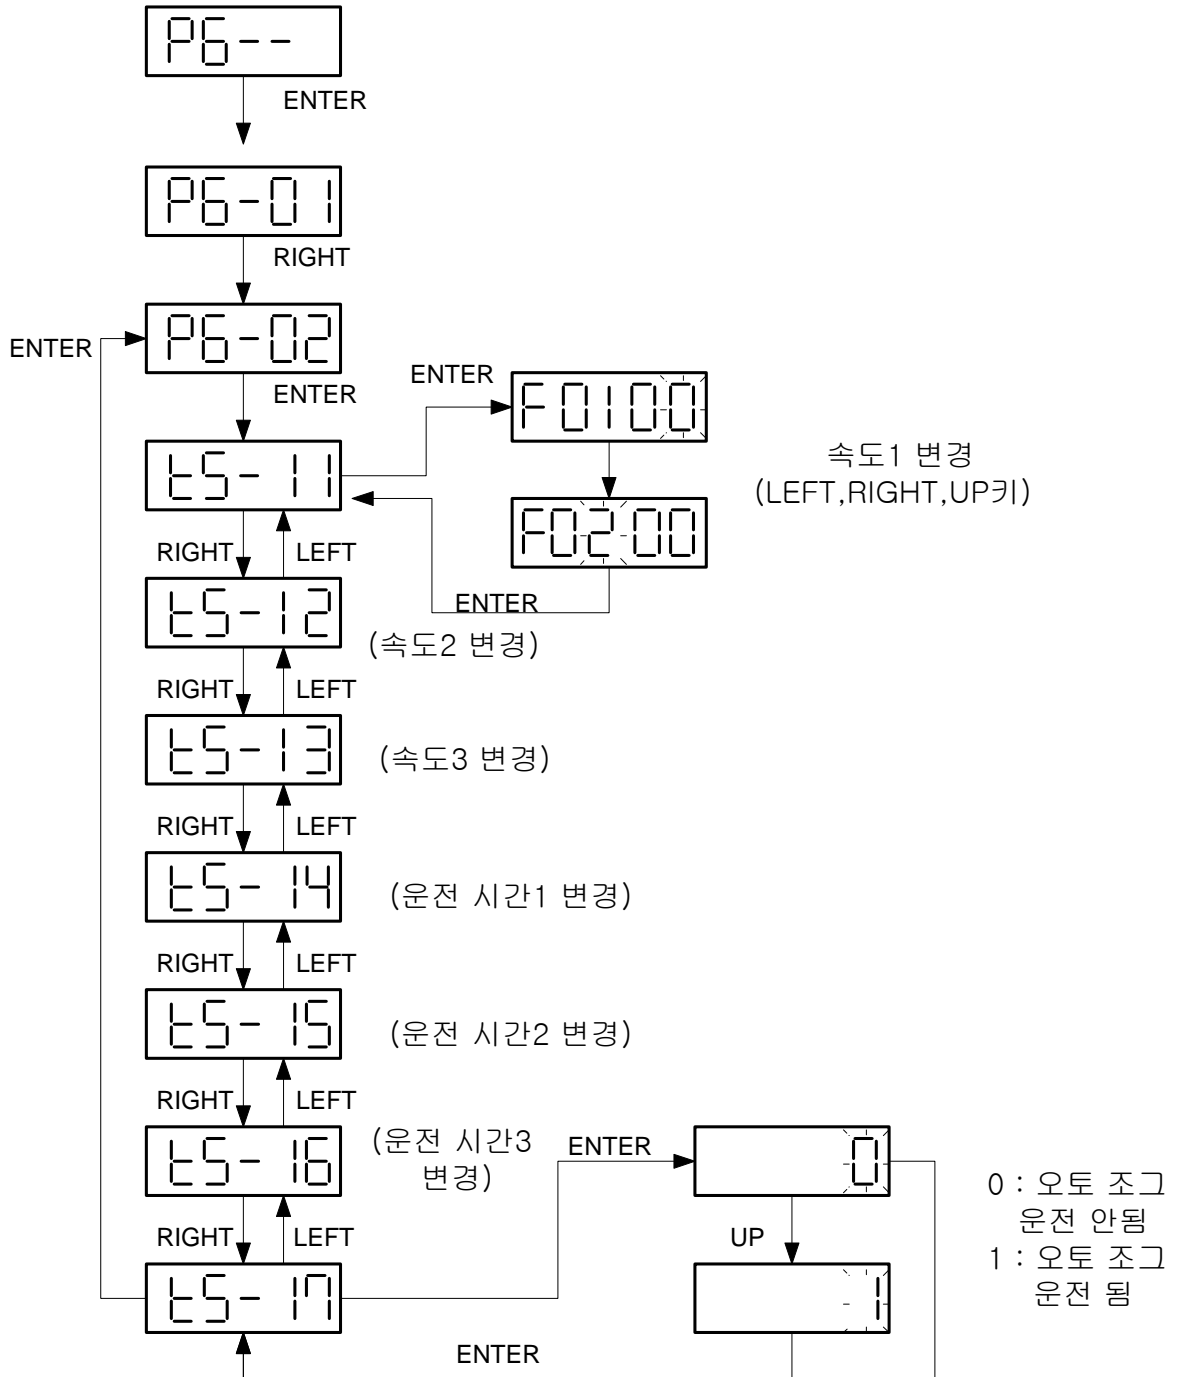 P6--
ENTER
P6-01
RIGHT
P6-02
ENTER
ENTER
ENTER
F0100
tS-11
속도1 변경
(LEFT,RIGHT,UP키)
F0200
RIGHT
LEFT
ENTER
tS-12
(속도2 변경)
RIGHT
LEFT
tS-13
(속도3 변경)
RIGHT
LEFT
tS-14
(운전 시간1 변경)
RIGHT
LEFT
tS-15
(운전 시간2 변경)
RIGHT
LEFT
tS-16
(운전 시간3
변경)
ENTER
0
0 : 오토 조그
운전 안됨
1 : 오토 조그
운전 됨
RIGHT
LEFT
UP
tS-17
1
ENTER